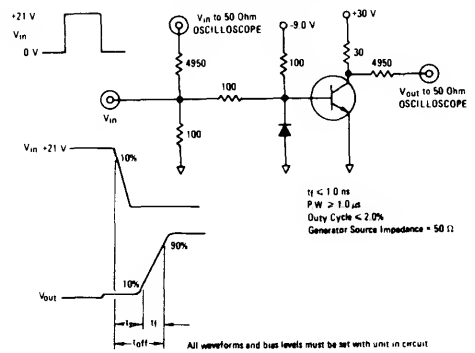 +21 V
Vin
0 V
Vin to 50 Ohm
OSCILLOSCOPE
-9.0 V
+30 V
4950
100
30
4950
100
Vin
100
Vout to 50 Ohm
OSCILLOSCOPE
Vin +21 V
10%
tf < 1.0 ns
P.W ≥ 1.0 μs
Duty Cycle < 2.0%
Generator Source Impedance = 50 Ω
90%
10%
Vout
tf
toff
All waveforms and bias levels must be set with unit in circuit